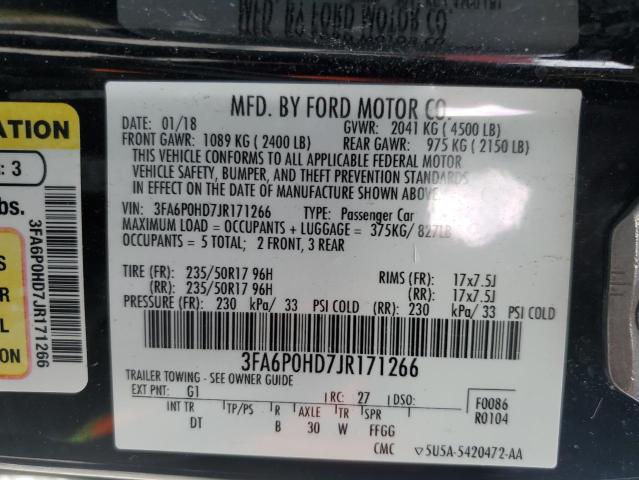 MFD. BY FORD MOTOR CO.
MFD. BY FORD MOTOR CO.
DATE: 01/18 GVWR: 2041 KG ( 4500 LB)
FRONT GAWR: 1089 KG ( 2400 LB) REAR GAWR: 975 KG ( 2150 LB)
THIS VEHICLE CONFORMS TO ALL APPLICABLE FEDERAL MOTOR
VEHICLE SAFETY, BUMPER, AND THEFT PREVENTION STANDARDS
IN EFFECT ON THE DATE OF MANUFACTURE SHOWN ABOVE.
VIN: 3FA6P0HD7JR171266 TYPE: Passenger Car
MAXIMUM LOAD = OCCUPANTS + LUGGAGE = 375KG/ 827LB
OCCUPANTS = 5 TOTAL; 2 FRONT, 3 REAR
TIRE (FR): 235/50R17 96H RIMS (FR): 17x7.5J
(RR): 235/50R17 96H (RR): 17x7.5J
PRESSURE (FR): 230 kPa/ 33 PSI COLD (RR): 230 kPa/ 33 PSI COLD
3FA6P0HD7JR171266
TRAILER TOWING - SEE OWNER GUIDE
EXT PNT: G1 RC: 27 DSO:
INT TR TP/PS R AXLE TR SPR
DT B 30 W FFGG
F0086
R0104
CMC 5U5A-5420472-AA
ATION
: 3
bs.
S
R
L
S
3FA6P0HD7JR171266